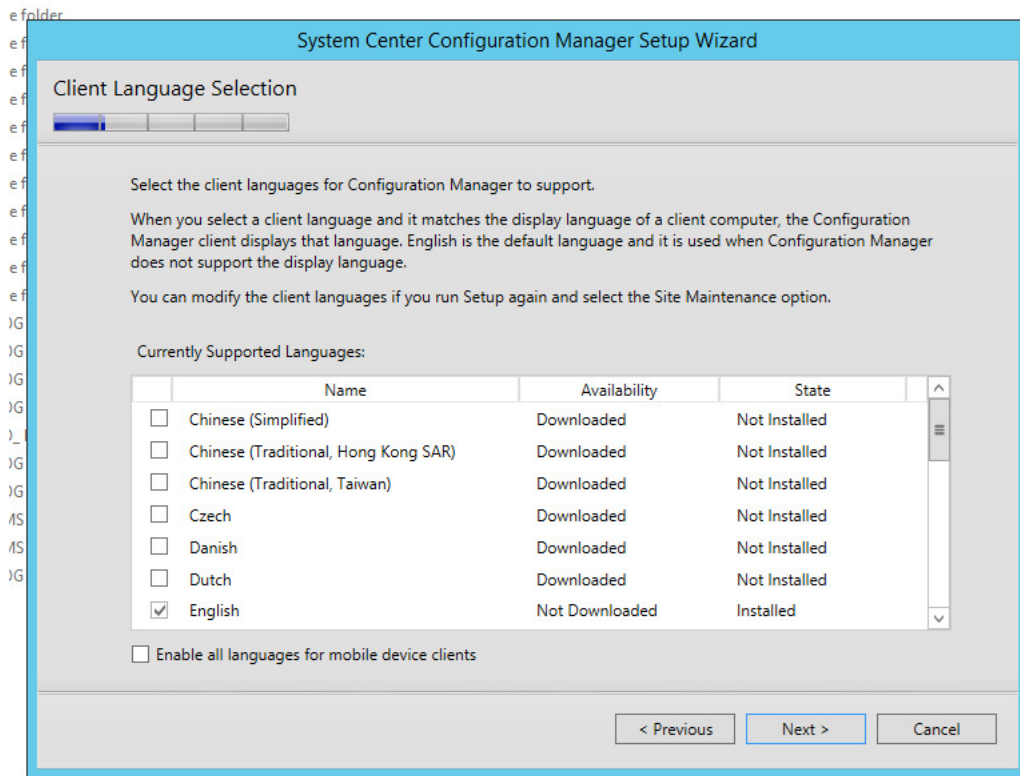 e folder
System Center Configuration Manager Setup Wizard
Client Language Selection
Select the client languages for Configuration Manager to support.
When you select a client language and it matches the display language of a client computer, the Configuration
Manager client displays that language. English is the default language and it is used when Configuration Manager
does not support the display language.
You can modify the client languages if you run Setup again and select the Site Maintenance option.
Currently Supported Languages:
Name Availability State
Chinese (Simplified) Downloaded Not Installed
Chinese (Traditional, Hong Kong SAR) Downloaded Not Installed
Chinese (Traditional, Taiwan) Downloaded Not Installed
Czech Downloaded Not Installed
Danish Downloaded Not Installed
Dutch Downloaded Not Installed
English Not Downloaded Installed
Enable all languages for mobile device clients
< Previous Next > Cancel